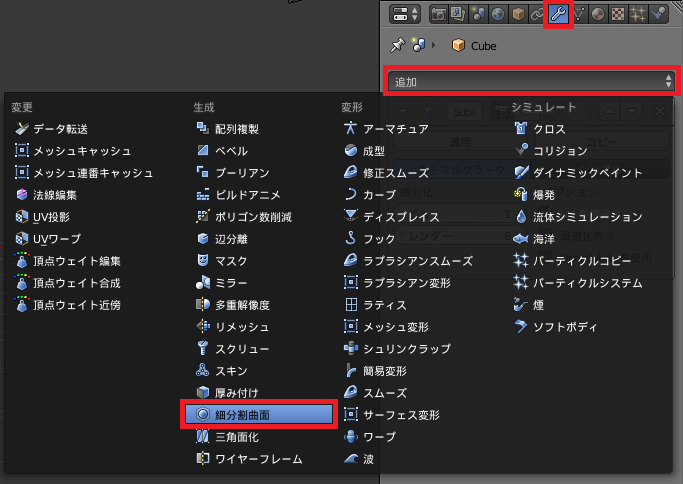 Cube
追加
変更
データ転送
メッシュキャッシュ
メッシュ連番キャッシュ
法線編集
UV投影
UVワープ
頂点ウェイト編集
頂点ウェイト合成
頂点ウェイト近傍
生成
配列複製
ベベル
ブーリアン
ビルドアニメ
ポリゴン数削減
辺分離
マスク
ミラー
多重解像度
リメッシュ
スクリュー
スキン
厚み付け
細分割曲面
三角面化
ワイヤーフレーム
変形
アーマチュア
成型
修正スムーズ
カーブ
ディスプレイス
フック
ラプラシアンスムーズ
ラプラシアン変形
ラティス
メッシュ変形
シュリンクラップ
簡易変形
スムーズ
サーフェス変形
ワープ
波
シミュレート
クロス
コリジョン
ダイナミックペイント
爆発
流体シミュレーション
海洋
パーティクルコピー
パーティクルシステム
煙
ソフトボディ